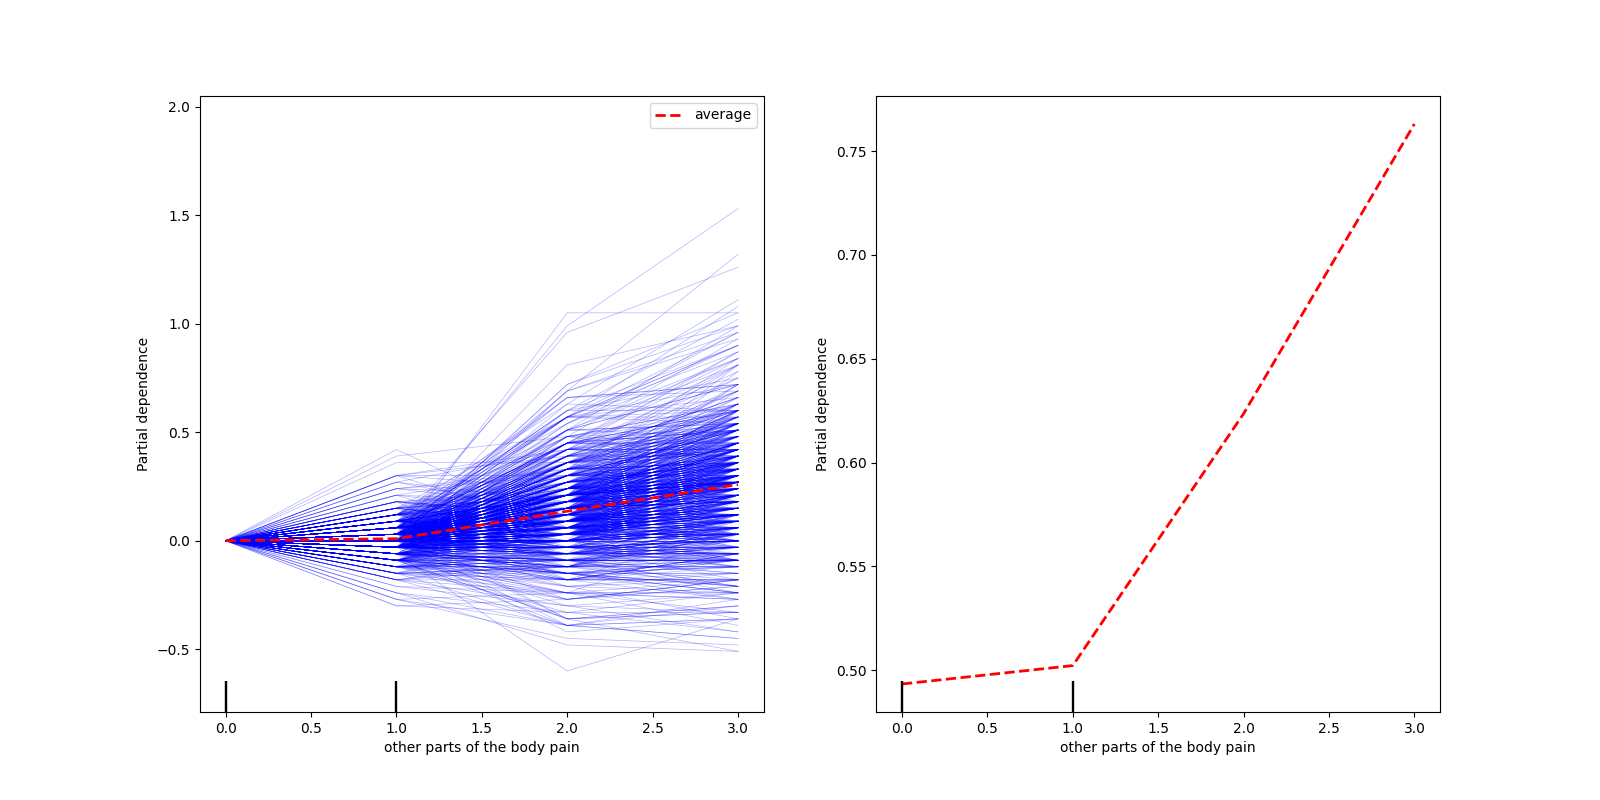 average
Partial dependence
2.0
1.5
1.0
0.5
0.0
−0.5
0.0 0.5 1.0 1.5 2.0 2.5 3.0
other parts of the body pain
Partial dependence
0.75
0.70
0.65
0.60
0.55
0.50
0.0 0.5 1.0 1.5 2.0 2.5 3.0
other parts of the body pain